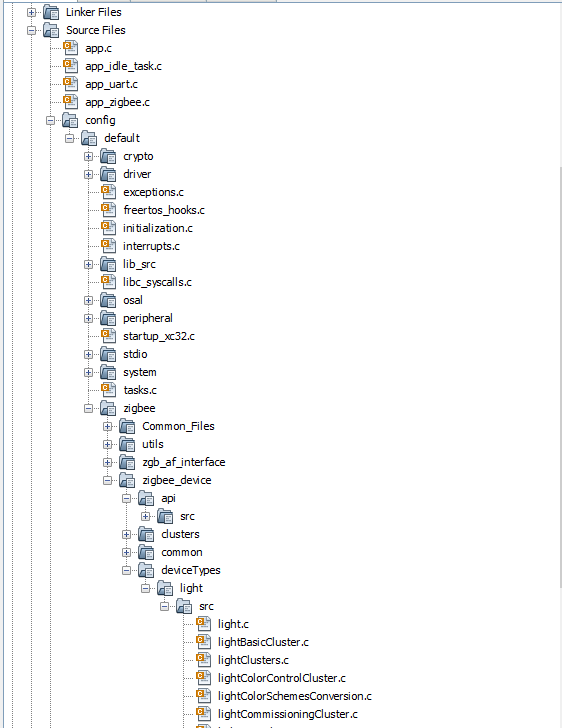 Linker Files
Source Files
app.c
app_idle_task.c
app_uart.c
app_zigbee.c
config
default
crypto
driver
exceptions.c
freertos_hooks.c
initialization.c
interrupts.c
lib_src
libc_syscalls.c
osal
peripheral
startup_xc32.c
stdio
system
tasks.c
zigbee
Common_Files
utils
zgb_af_interface
zigbee_device
api
src
clusters
common
deviceTypes
light
src
light.c
lightBasicCluster.c
lightClusters.c
lightColorControlCluster.c
lightColorSchemesConversion.c
lightCommissioningCluster.c